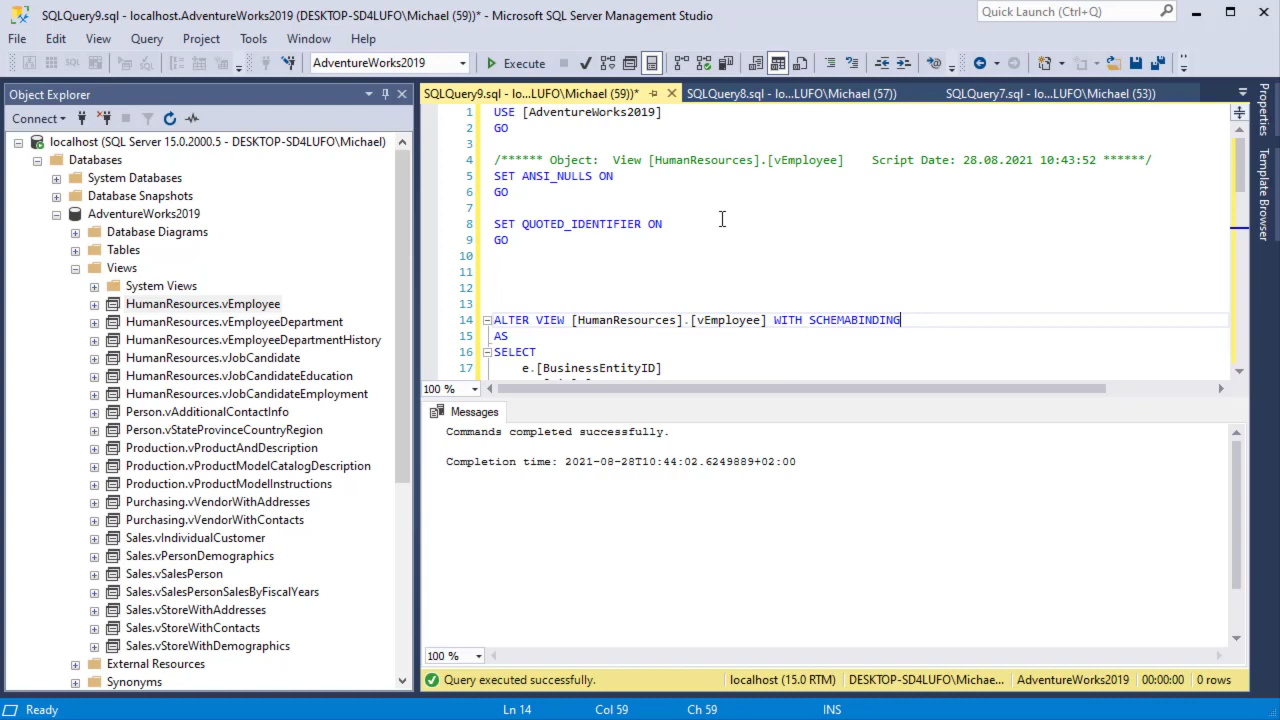 SQLQuery9.sql - localhost.AdventureWorks2019 (DESKTOP-SD4LUFO\Michael (59))* - Microsoft SQL Server Management Studio
Quick Launch (Ctrl+Q)
File Edit View Query Project Tools Window Help
AdventureWorks2019 Execute
Object Explorer
SQLQuery9.sql - lo...LUFO\Michael (59))* SQLQuery8.sql - lo...LUFO\Michael (57)) SQLQuery7.sql - lo...LUFO\Michael (53))
Connect
localhost (SQL Server 15.0.2000.5 - DESKTOP-SD4LUFO\Michael)
Databases
System Databases
Database Snapshots
AdventureWorks2019
Database Diagrams
Tables
Views
System Views
HumanResources.vEmployee
HumanResources.vEmployeeDepartment
HumanResources.vEmployeeDepartmentHistory
HumanResources.vJobCandidate
HumanResources.vJobCandidateEducation
HumanResources.vJobCandidateEmployment
Person.vAdditionalContactInfo
Person.vStateProvinceCountryRegion
Production.vProductAndDescription
Production.vProductModelCatalogDescription
Production.vProductModelInstructions
Purchasing.vVendorWithAddresses
Purchasing.vVendorWithContacts
Sales.vIndividualCustomer
Sales.vPersonDemographics
Sales.vSalesPerson
Sales.vSalesPersonSalesByFiscalYears
Sales.vStoreWithAddresses
Sales.vStoreWithContacts
Sales.vStoreWithDemographics
External Resources
Synonyms
1 USE [AdventureWorks2019]
2 GO
3
4 /****** Object: View [HumanResources].[vEmployee] Script Date: 28.08.2021 10:43:52 ******/
5 SET ANSI_NULLS ON
6 GO
7
8 SET QUOTED_IDENTIFIER ON
9 GO
10
11
12
13
14 ALTER VIEW [HumanResources].[vEmployee] WITH SCHEMABINDING
15 AS
16 SELECT
17 e.[BusinessEntityID]
100 %
Messages
Commands completed successfully.
Completion time: 2021-08-28T10:44:02.6249889+02:00
100 %
Query executed successfully. localhost (15.0 RTM) DESKTOP-SD4LUFO\Michae... AdventureWorks2019 00:00:00 0 rows
Properties
Template Browser
Ready Ln 14 Col 59 Ch 59 INS